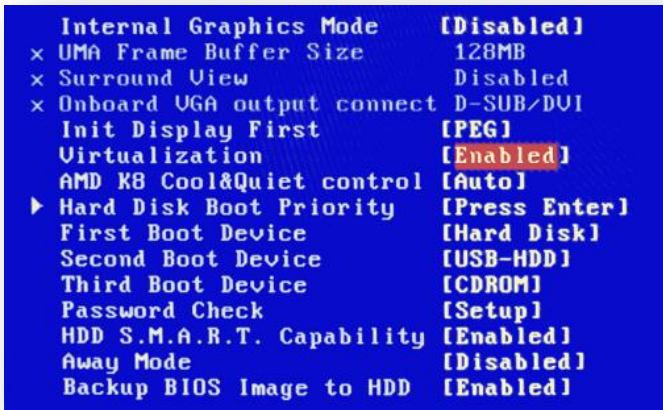 Internal Graphics Mode [Disabled]
x UMA Frame Buffer Size 128MB
x Surround View Disabled
x Onboard VGA output connect D-SUB/DVI
Init Display First [PEG]
Virtualization [Enabled]
AMD K8 Cool&Quiet control [Auto]
▶ Hard Disk Boot Priority [Press Enter]
First Boot Device [Hard Disk]
Second Boot Device [USB-HDD]
Third Boot Device [CDROM]
Password Check [Setup]
HDD S.M.A.R.T. Capability [Enabled]
Away Mode [Disabled]
Backup BIOS Image to HDD [Enabled]